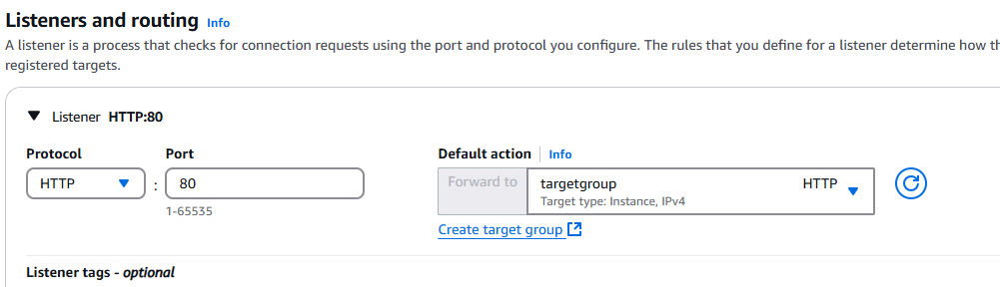 Listeners and routing Info
A listener is a process that checks for connection requests using the port and protocol you configure. The rules that you define for a listener determine how
registered targets.
Listener HTTP:80
Protocol Port Default action Info
HTTP : 80 Forward to targetgroup HTTP
Target type: Instance, IPv4
1-65535
Create target group
Listener tags - optional